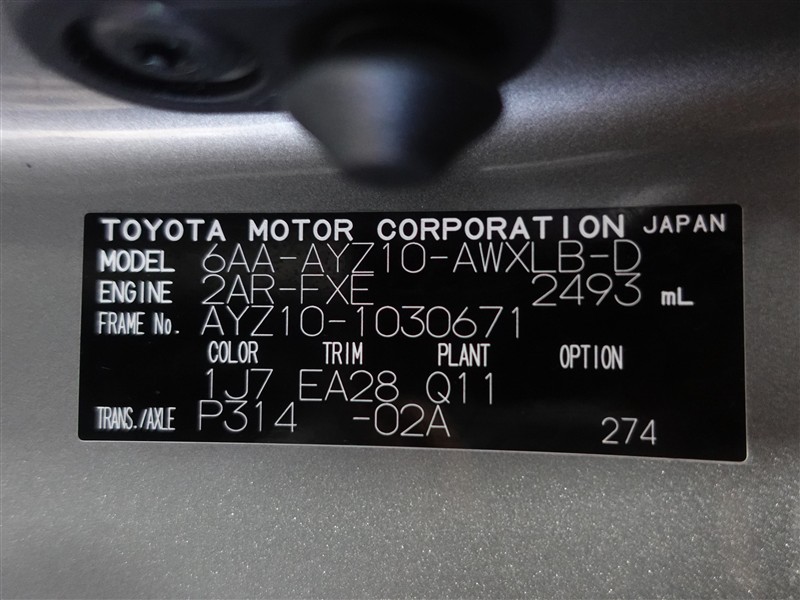 TOYOTA MOTOR CORPORATION JAPAN
MODEL 6AA-AYZ10-AWXLB-D
ENGINE 2AR-FXE 2493 mL
FRAME No. AYZ10-1030671
COLOR TRIM PLANT OPTION
1J7 EA28 Q11
TRANS./AXLE P314 -02A 274